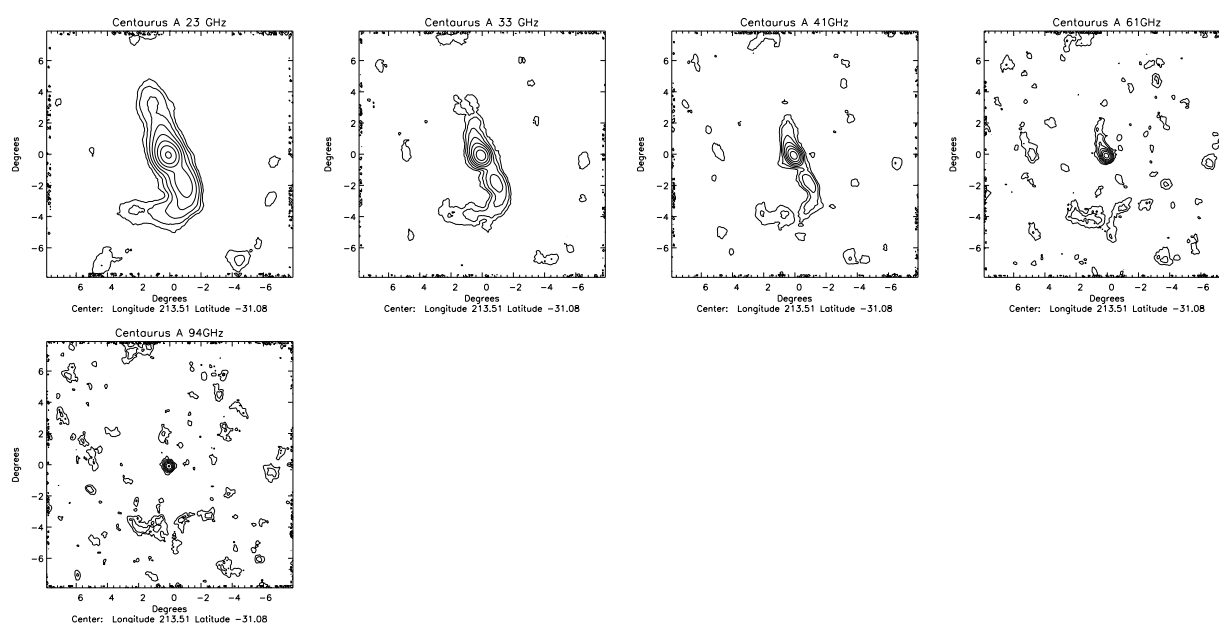 Centaurus A 23 GHz
Centaurus A 33 GHz
Centaurus A 41GHz
Centaurus A 61GHz
Degrees
6
4
2
0
−2
−4
−6
6 4 2 0 −2 −4 −6
Degrees
Center: Longitude 213.51 Latitude −31.08
Degrees
6
4
2
0
−2
−4
−6
6 4 2 0 −2 −4 −6
Degrees
Center: Longitude 213.51 Latitude −31.08
Degrees
6
4
2
0
−2
−4
−6
6 4 2 0 −2 −4 −6
Degrees
Center: Longitude 213.51 Latitude −31.08
Degrees
6
4
2
0
−2
−4
−6
6 4 2 0 −2 −4 −6
Degrees
Center: Longitude 213.51 Latitude −31.08
Centaurus A 94GHz
Degrees
6
4
2
0
−2
−4
−6
6 4 2 0 −2 −4 −6
Degrees
Center: Longitude 213.51 Latitude −31.08